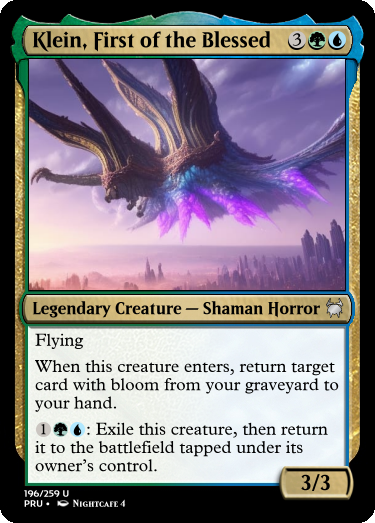 Klein, First of the Blessed 3
Legendary Creature — Shaman Horror
Flying
When this creature enters, return target
card with bloom from your graveyard to
your hand.
1: Exile this creature, then return
it to the battlefield tapped under its
owner's control.
3/3
196/259 U
PRU • Nightcafe 4